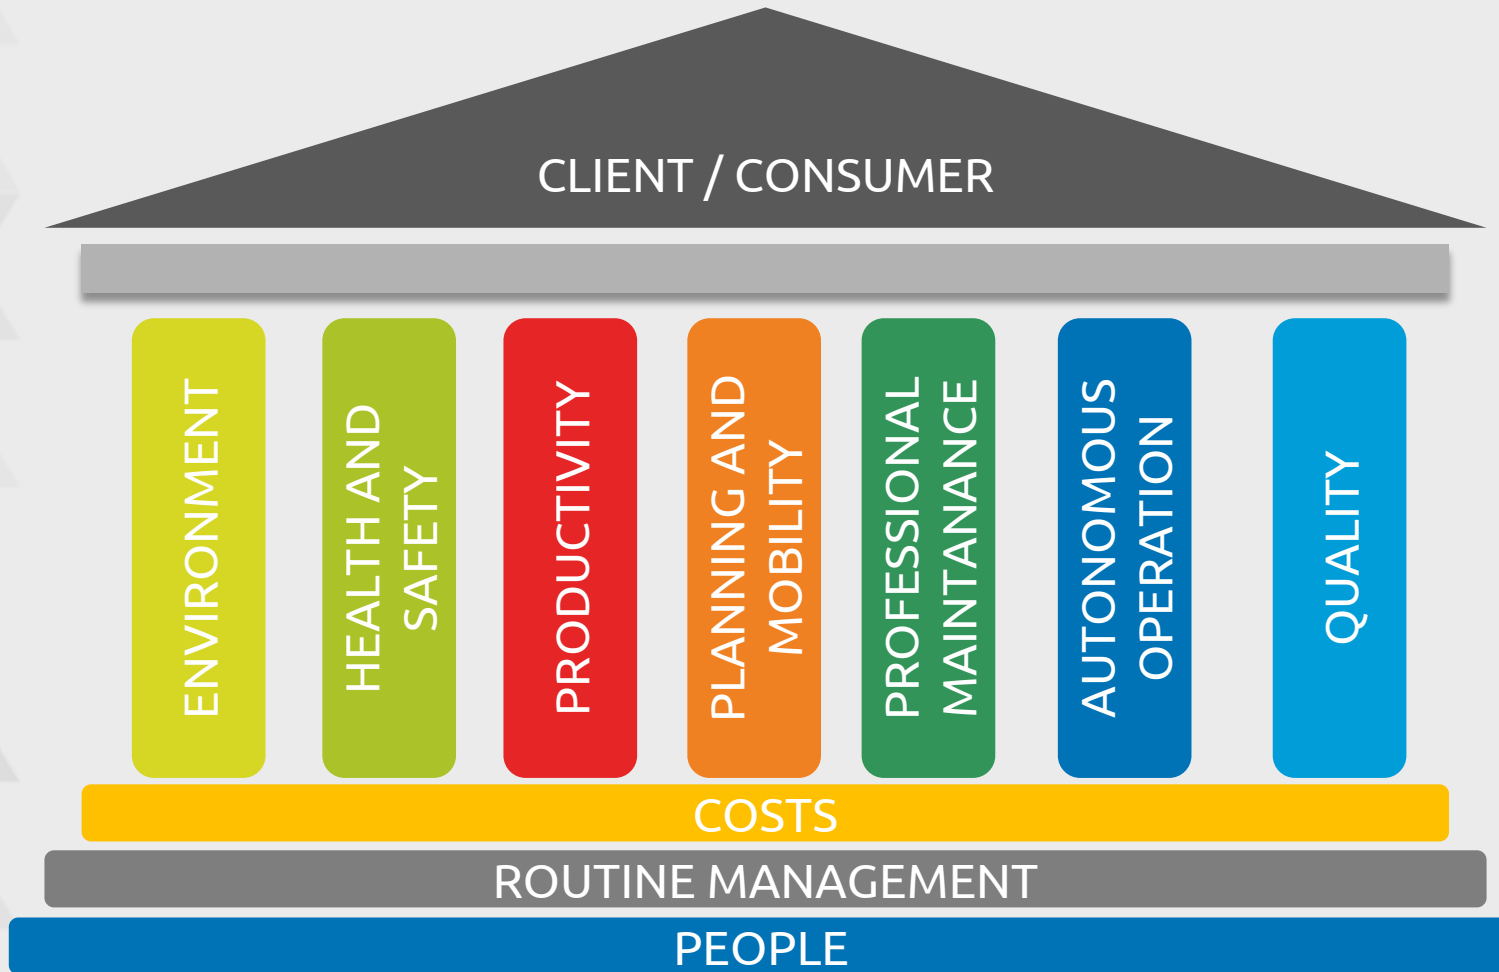 CLIENT / CONSUMER
ENVIRONMENT
HEALTH AND
SAFETY
PRODUCTIVITY
PLANNING AND
MOBILITY
PROFESSIONAL
MAINTANANCE
AUTONOMOUS
OPERATION
QUALITY
COSTS
ROUTINE MANAGEMENT
PEOPLE